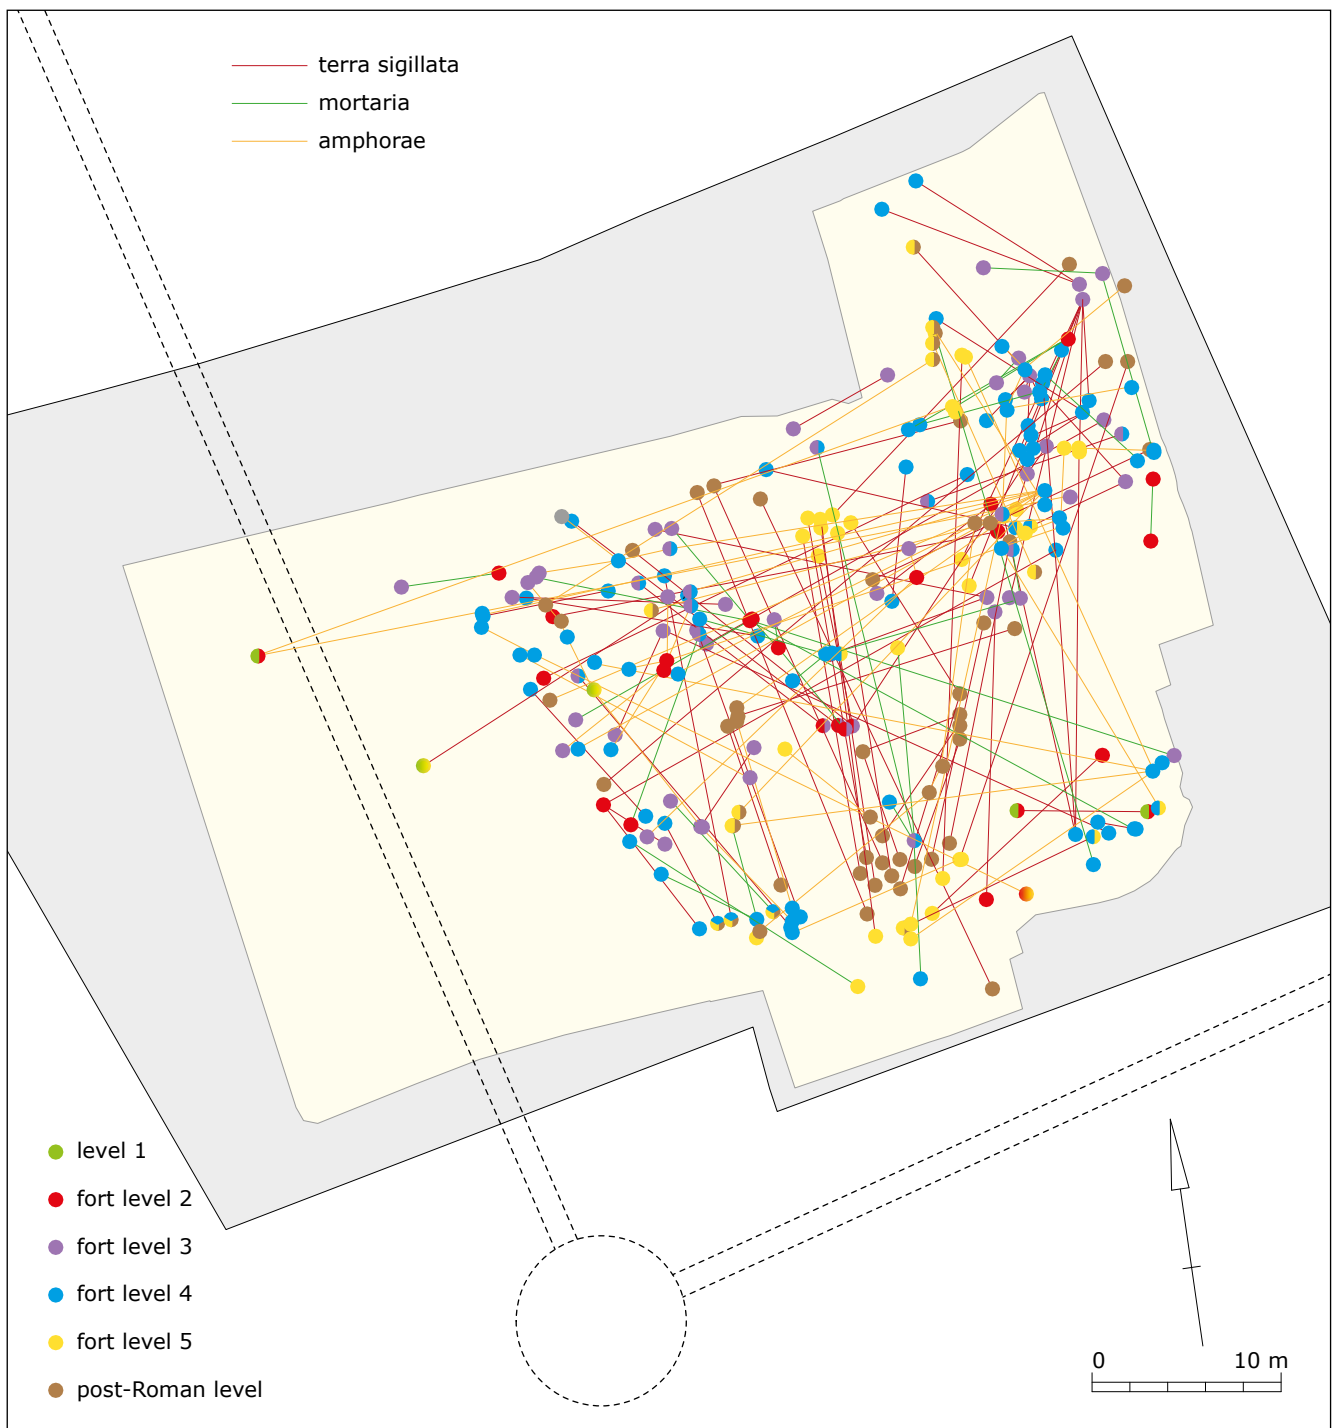 terra sigillata
mortaria
amphorae
level 1
fort level 2
fort level 3
fort level 4
fort level 5
post-Roman level
0 10 m